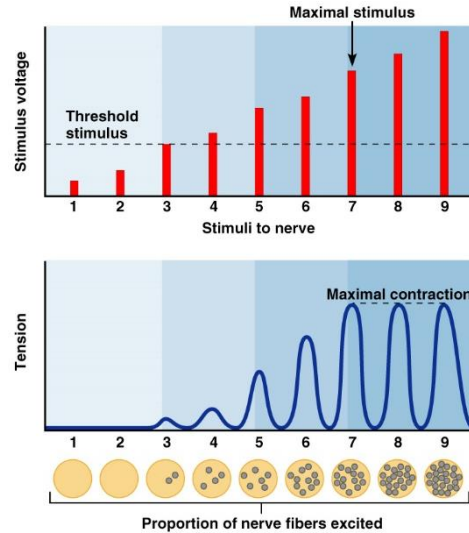 Maximal stimulus
Stimulus voltage
Threshold
stimulus
1 2 3 4 5 6 7 8 9
Stimuli to nerve
Maximal contraction
Tension
1 2 3 4 5 6 7 8 9
Proportion of nerve fibers excited